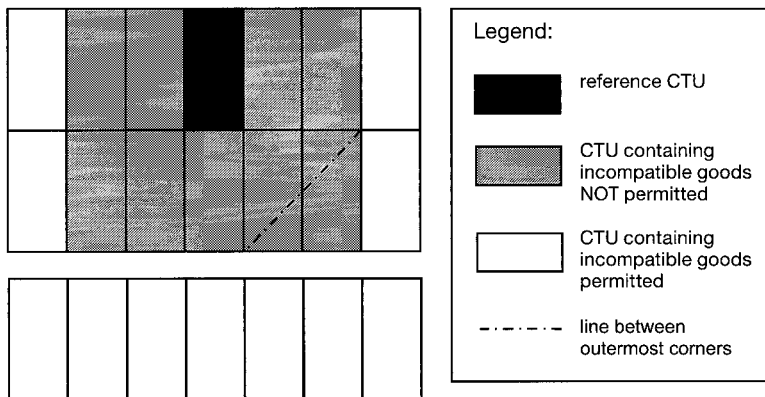 Legend:
reference CTU
CTU containing
incompatible goods
NOT permitted
CTU containing
incompatible goods
permitted
line between
outermost corners